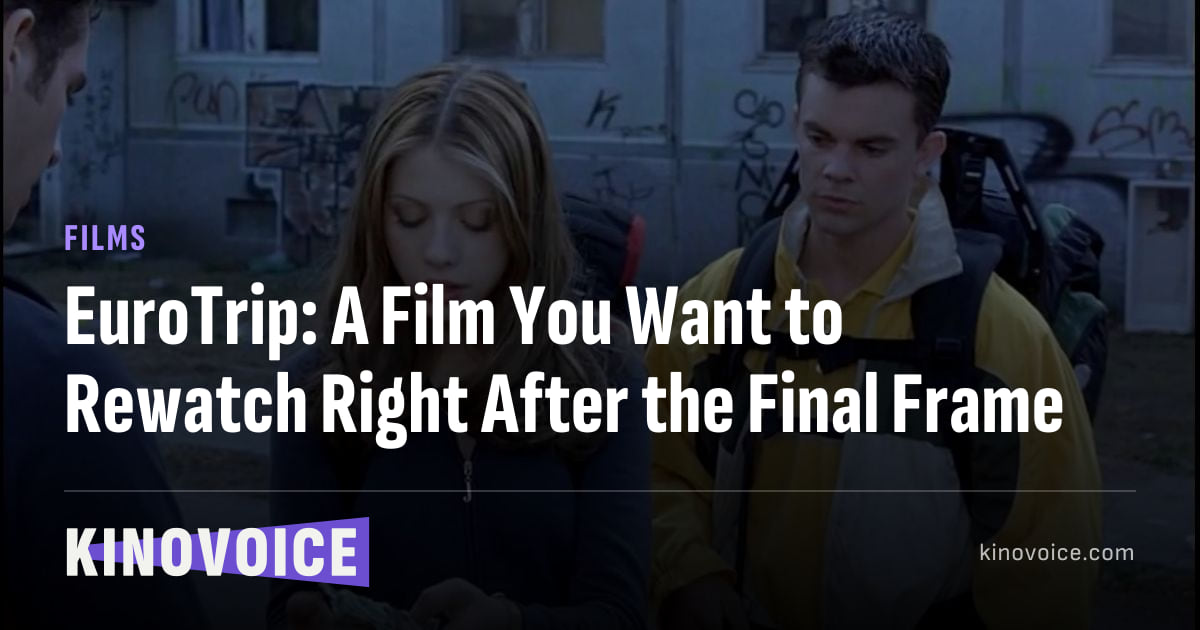 FILMS
EuroTrip: A Film You Want to
Rewatch Right After the Final Frame
KINOVOICE
kinovoice.com